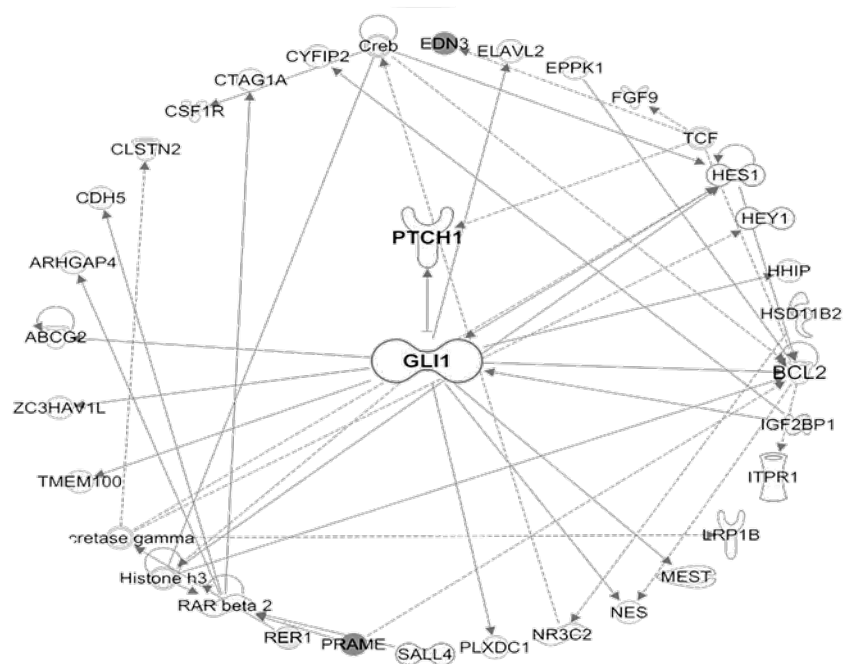 Creb
EDN3
ELAVL2
CYFIP2
EPPK1
CTAG1A
FGF9
CSF1R
TCF
CLSTN2
HES1
CDH5
HEY1
PTCH1
ARHGAP4
HHIP
HSD11B2
ABCG2
GLI1
BCL2
ZC3HAV1L
IGF2BP1
ITPR1
TMEM100
cretase gamma
LRP1B
Histone h3
MEST
RAR beta 2
NES
RER1
PRAME
SALL4
PLXDC1
NR3C2